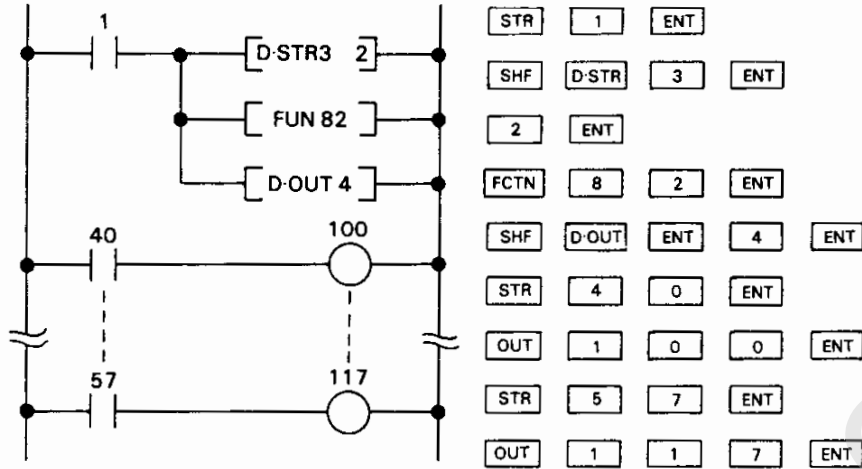 1
D·STR3 2
FUN 82
D·OUT 4
40 100
57 117
STR 1 ENT
SHF D·STR 3 ENT
2 ENT
FCTN 8 2 ENT
SHF D·OUT ENT 4 ENT
STR 4 0 ENT
OUT 1 0 0 ENT
STR 5 7 ENT
OUT 1 1 7 ENT